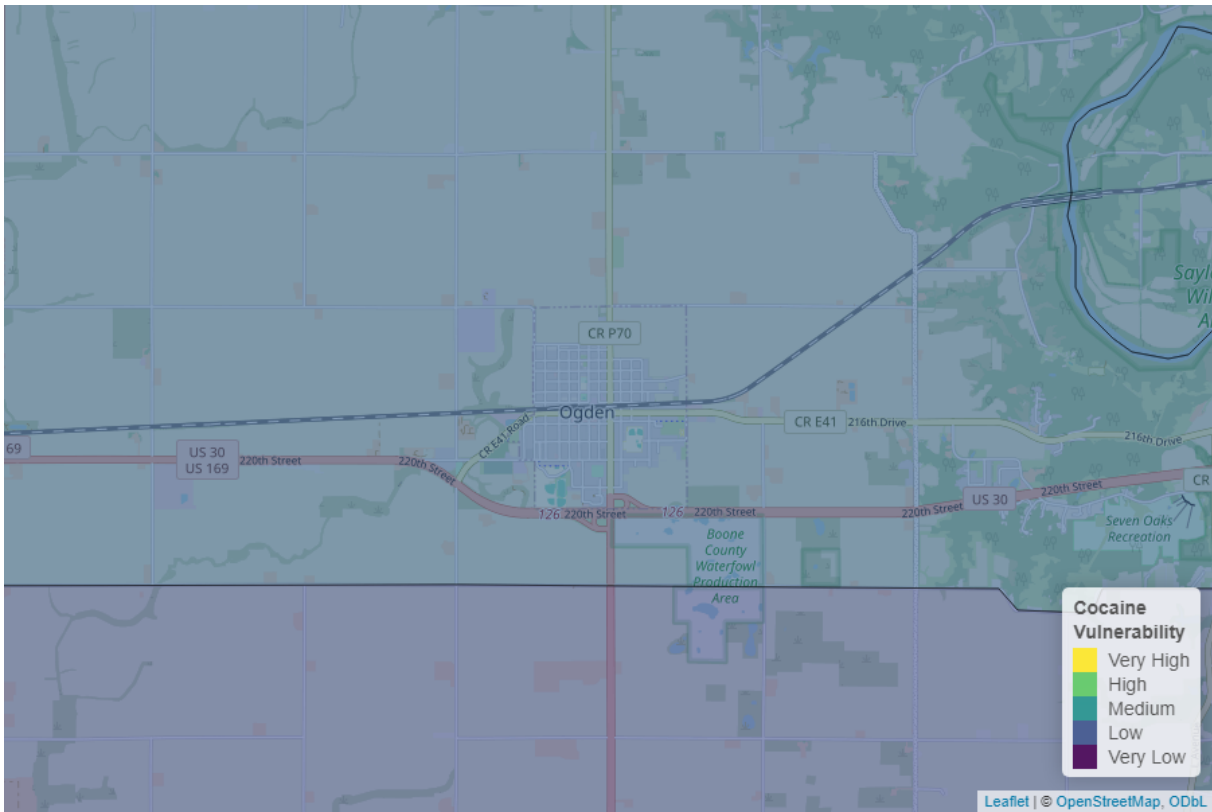 Sayl
Wil
A
CR P70
Ogden
CR E41 Road
CR E41
216th Drive
216th Drive
69
US 30
US 169
220th Street
220th Street
CR
US 30
220th Street
220th Street
126
220th Street
126
220th Street
Seven Oaks
Recreation
Boone
County
Waterfowl
Production
Area
Cocaine
Vulnerability
Very High
High
Medium
Low
Very Low
Leaflet | © OpenStreetMap, ODbL